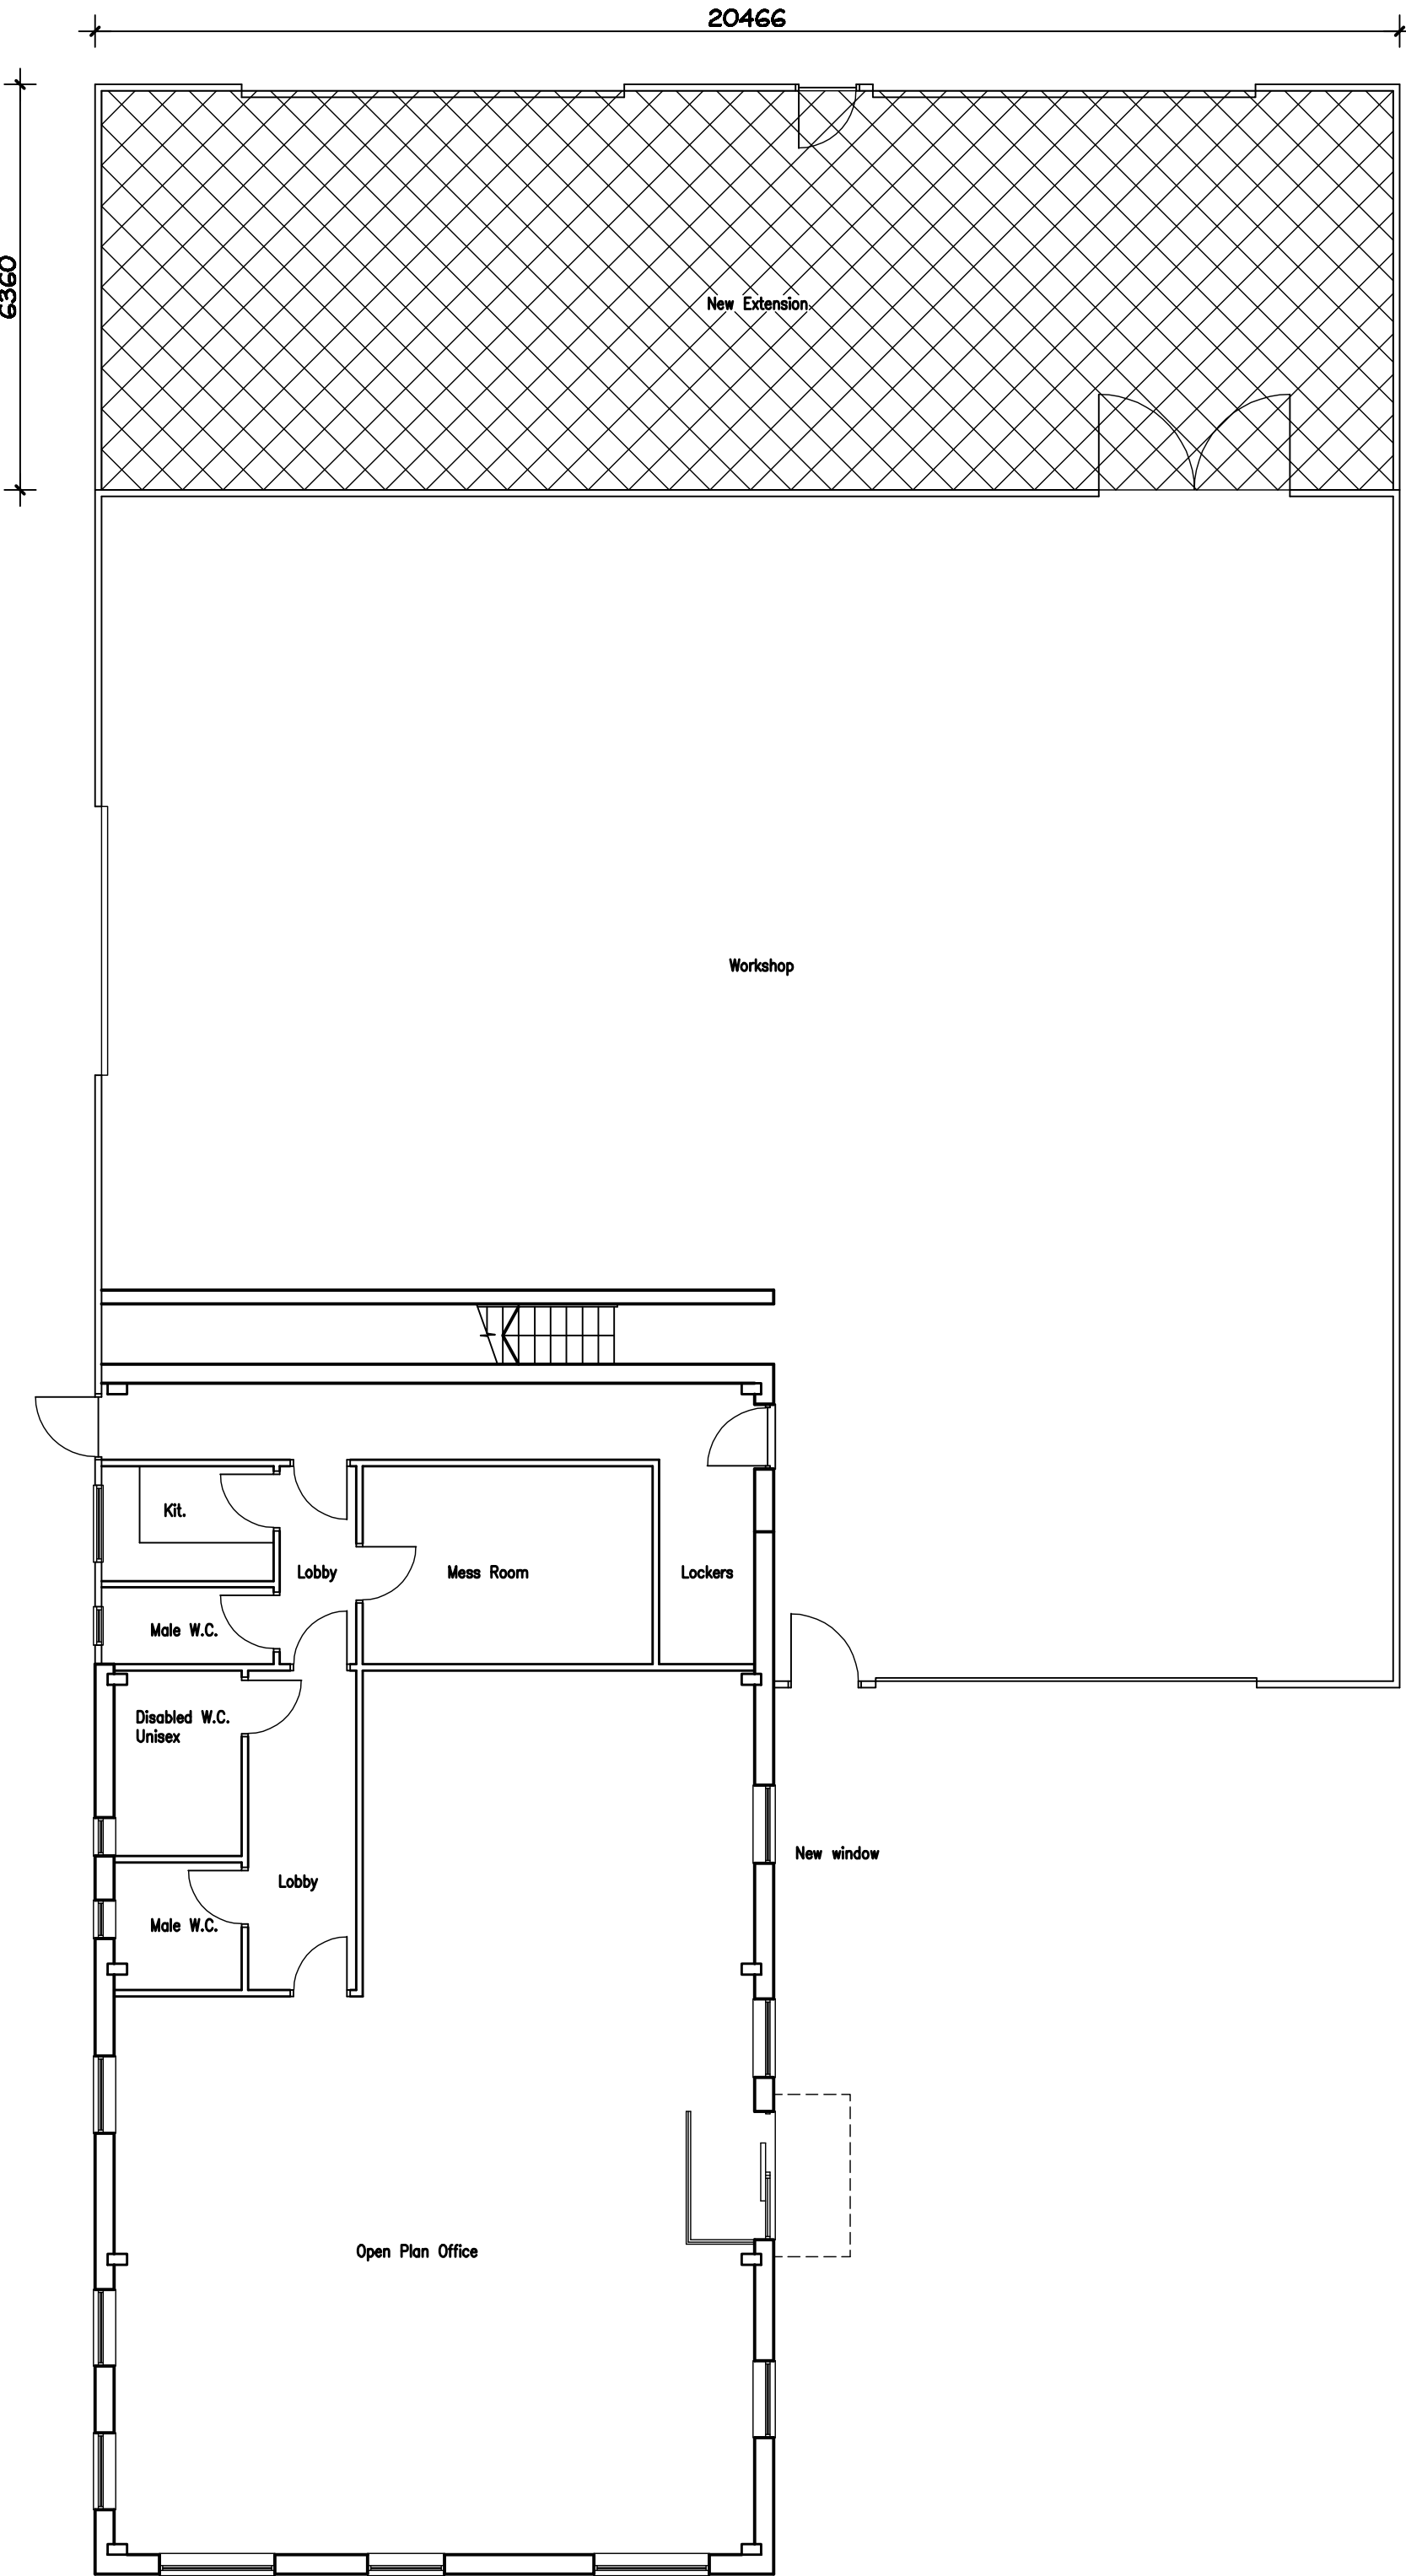 20466
6360
New Extension
Workshop
Kit.
Lobby
Mess Room
Lockers
Male W.C.
Disabled W.C.
Unisex
New window
Lobby
Male W.C.
Open Plan Office